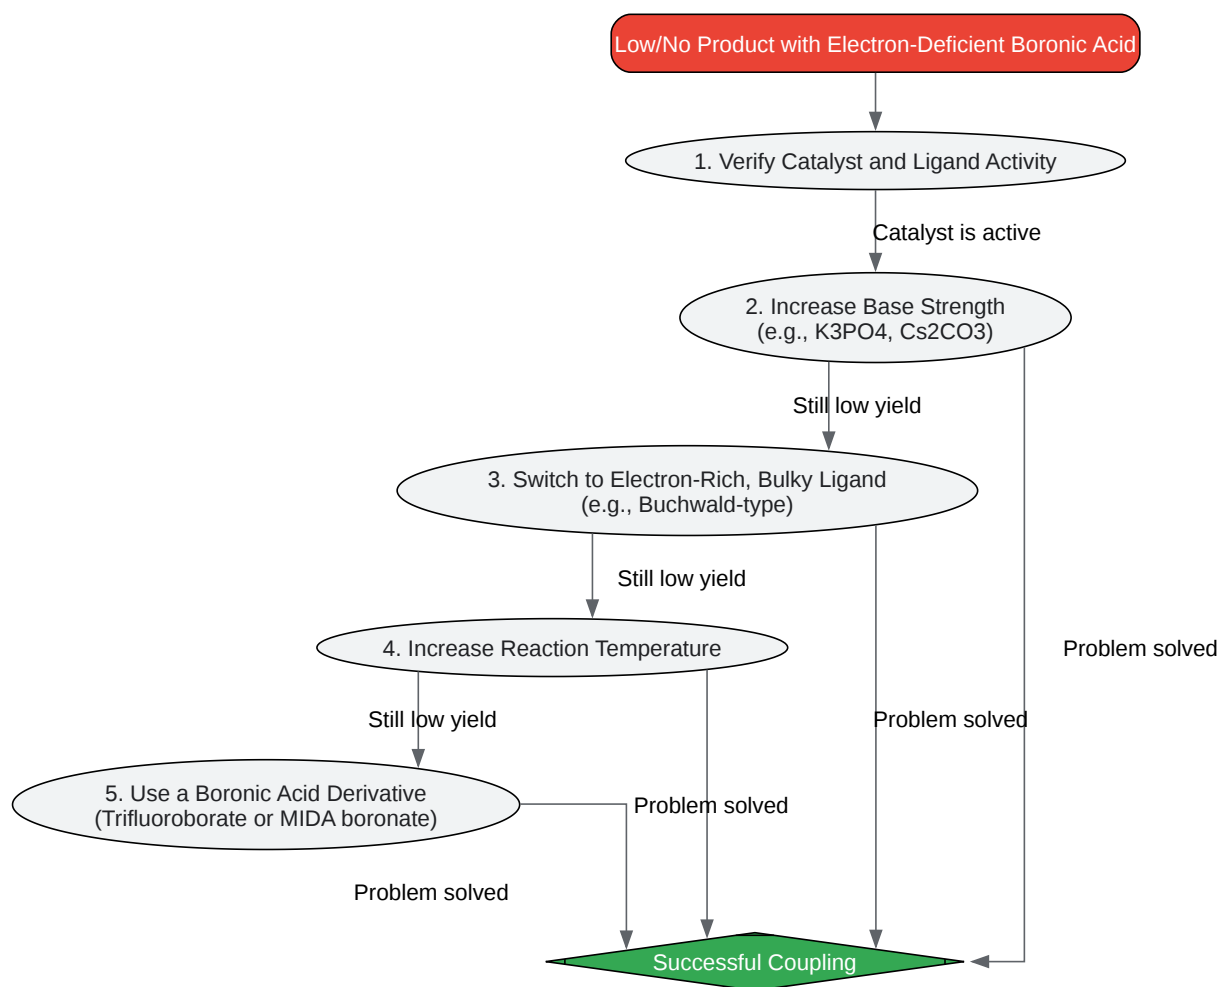 Low/No Product with Electron-Deficient Boronic Acid
1. Verify Catalyst and Ligand Activity
Catalyst is active
2. Increase Base Strength
(e.g., K3PO4, Cs2CO3)
Still low yield
3. Switch to Electron-Rich, Bulky Ligand
(e.g., Buchwald-type)
Still low yield
4. Increase Reaction Temperature
Problem solved
Still low yield
Problem solved
5. Use a Boronic Acid Derivative
(Trifluoroborate or MIDA boronate)
Problem solved
Problem solved
Successful Coupling